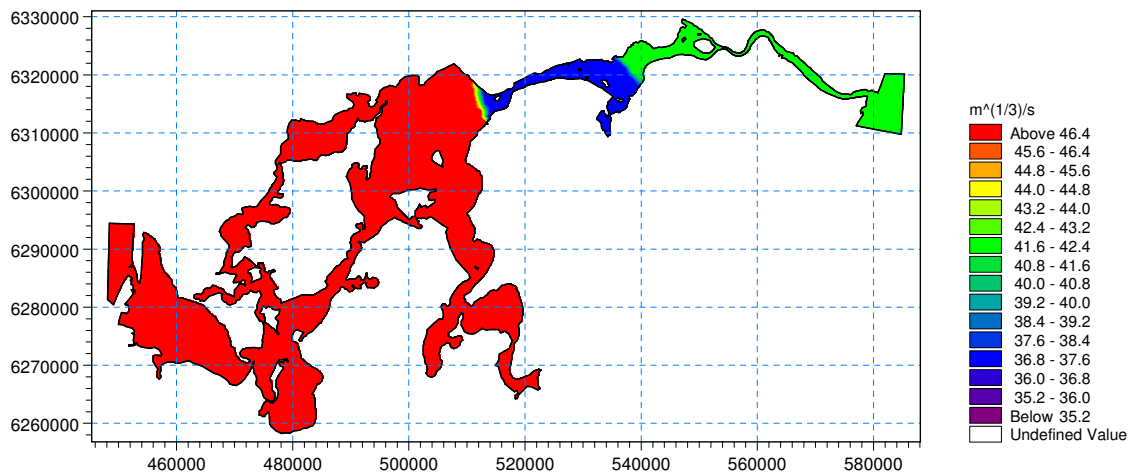 6330000
6320000
6310000
6300000
6290000
6280000
6270000
6260000
460000 480000 500000 520000 540000 560000 580000
m^(1/3)/s
Above 46.4
45.6 - 46.4
44.8 - 45.6
44.0 - 44.8
43.2 - 44.0
42.4 - 43.2
41.6 - 42.4
40.8 - 41.6
40.0 - 40.8
39.2 - 40.0
38.4 - 39.2
37.6 - 38.4
36.8 - 37.6
36.0 - 36.8
35.2 - 36.0
Below 35.2
Undefined Value